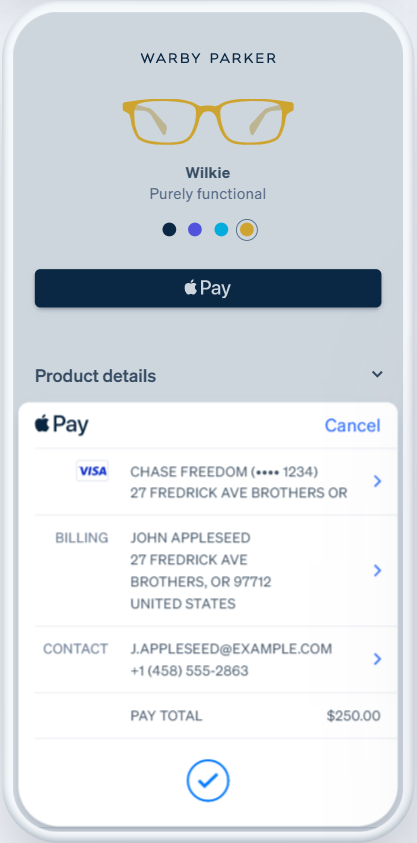 WARBY PARKER
Wilkie
Purely functional
Pay
Product details
Pay Cancel
VISA CHASE FREEDOM (•••• 1234)
27 FREDRICK AVE BROTHERS OR
BILLING JOHN APPLESEED
27 FREDRICK AVE
BROTHERS, OR 97712
UNITED STATES
CONTACT J.APPLESEED@EXAMPLE.COM
+1 (458) 555-2863
PAY TOTAL $250.00